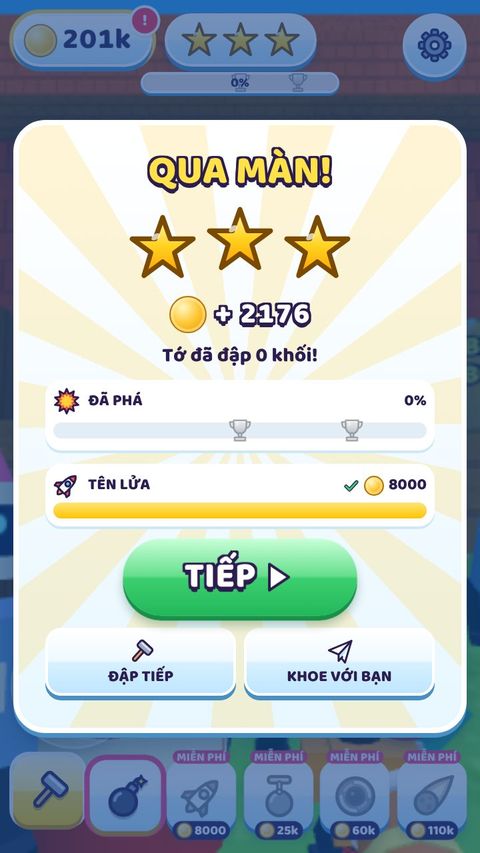 201k
!
0%
QUA MÀN!
+ 2176
Tớ đã đập 0 khối!
ĐÃ PHÁ 0%
TÊN LỬA 8000
TIẾP
ĐẬP TIẾP
KHOE VỚI BẠN
MIỄN PHÍ MIỄN PHÍ MIỄN PHÍ MIỄN PHÍ
8000 25k 60k 110k